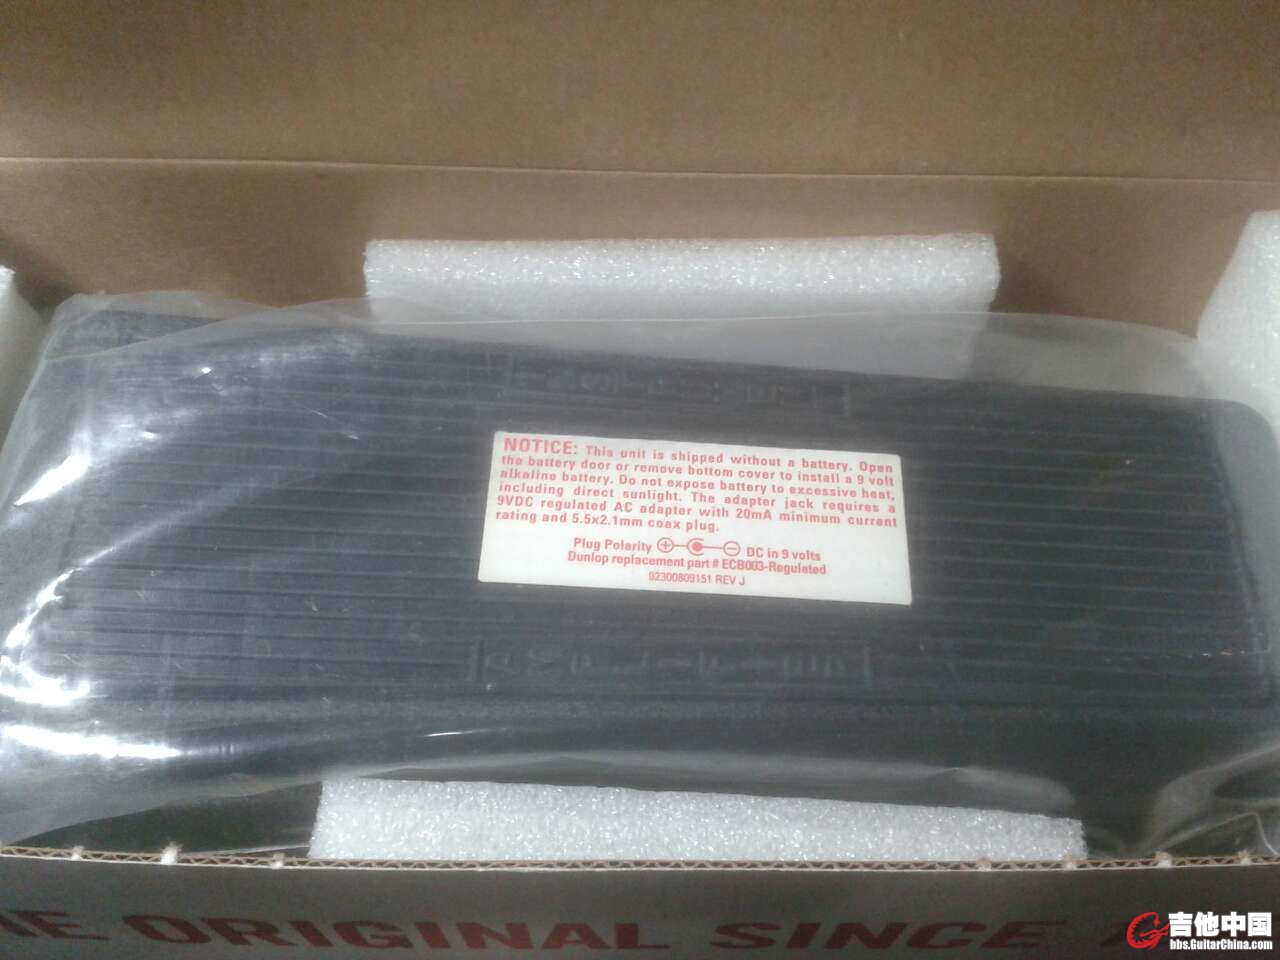 NOTICE: This unit is shipped without a battery. Open
the battery door or remove bottom cover to install a 9 volt
alkaline battery. Do not expose battery to excessive heat,
including direct sunlight. The adapter jack requires a
9VDC regulated AC adapter with 20mA minimum current
rating and 5.5x2.1mm coax plug.
Plug Polarity + - DC in 9 volts
Dunlop replacement part # ECB003-Regulated
92300809151 REV J
ORIGINAL SINCE
吉他中国
bbs.GuitarChina.com